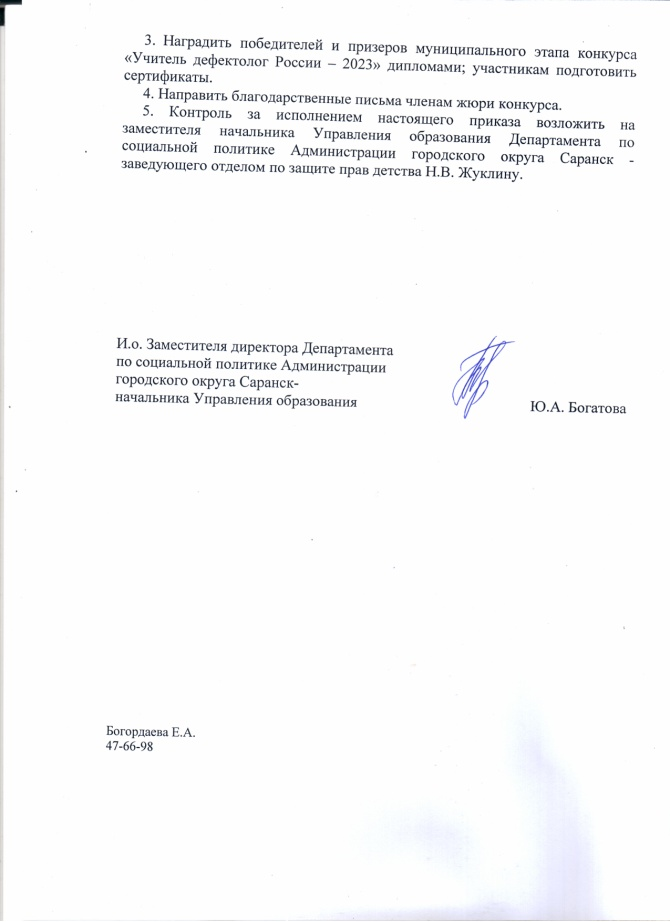 3. Наградить победителей и призеров муниципального этапа конкурса
«Учитель дефектолог России – 2023» дипломами; участникам подготовить
сертификаты.
4. Направить благодарственные письма членам жюри конкурса.
5. Контроль за исполнением настоящего приказа возложить на
заместителя начальника Управления образования Департамента по
социальной политике Администрации городского округа Саранск -
заведующего отделом по защите прав детства Н.В. Жуклину.
И.о. Заместителя директора Департамента
по социальной политике Администрации
городского округа Саранск-
начальника Управления образования
Ю.А. Богатова
Богордаева Е.А.
47-66-98